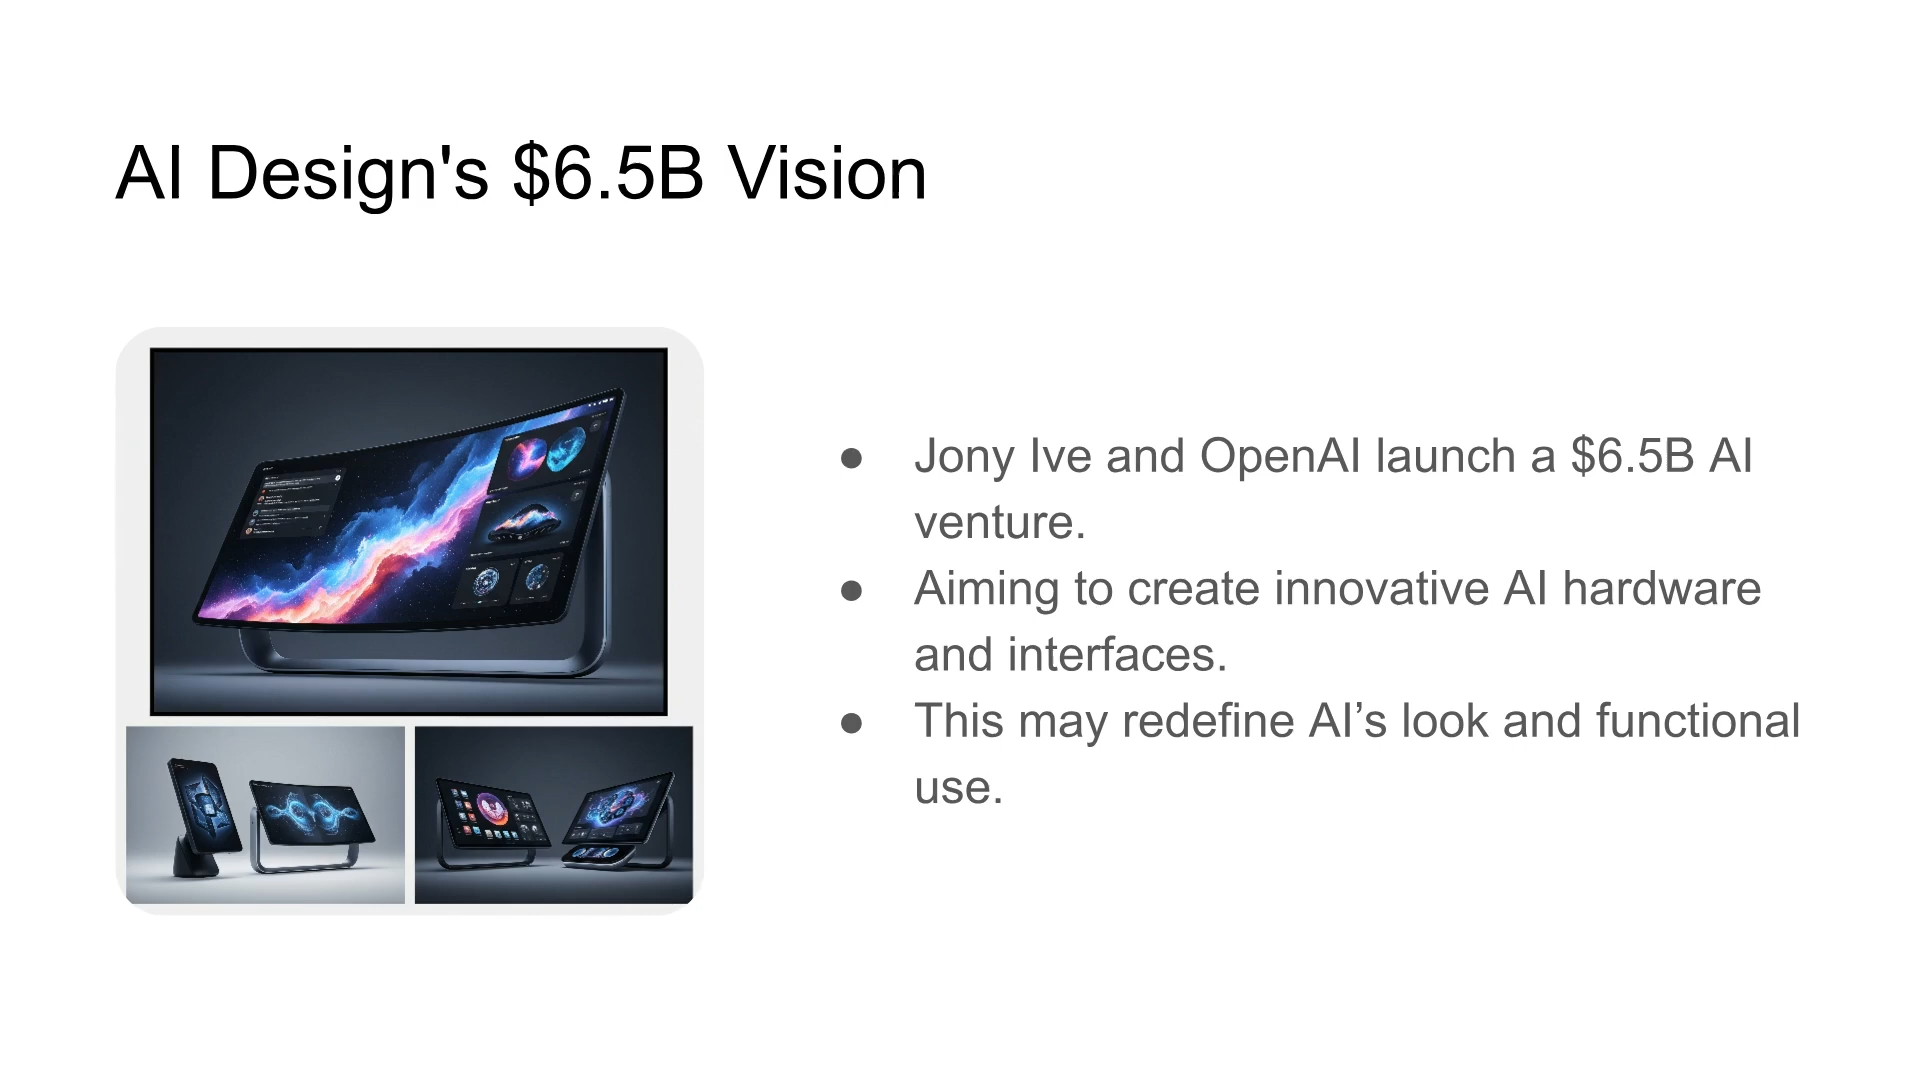 AI Design's $6.5B Vision
● Jony Ive and OpenAI launch a $6.5B AI
venture.
● Aiming to create innovative AI hardware
and interfaces.
● This may redefine AI’s look and functional
use.